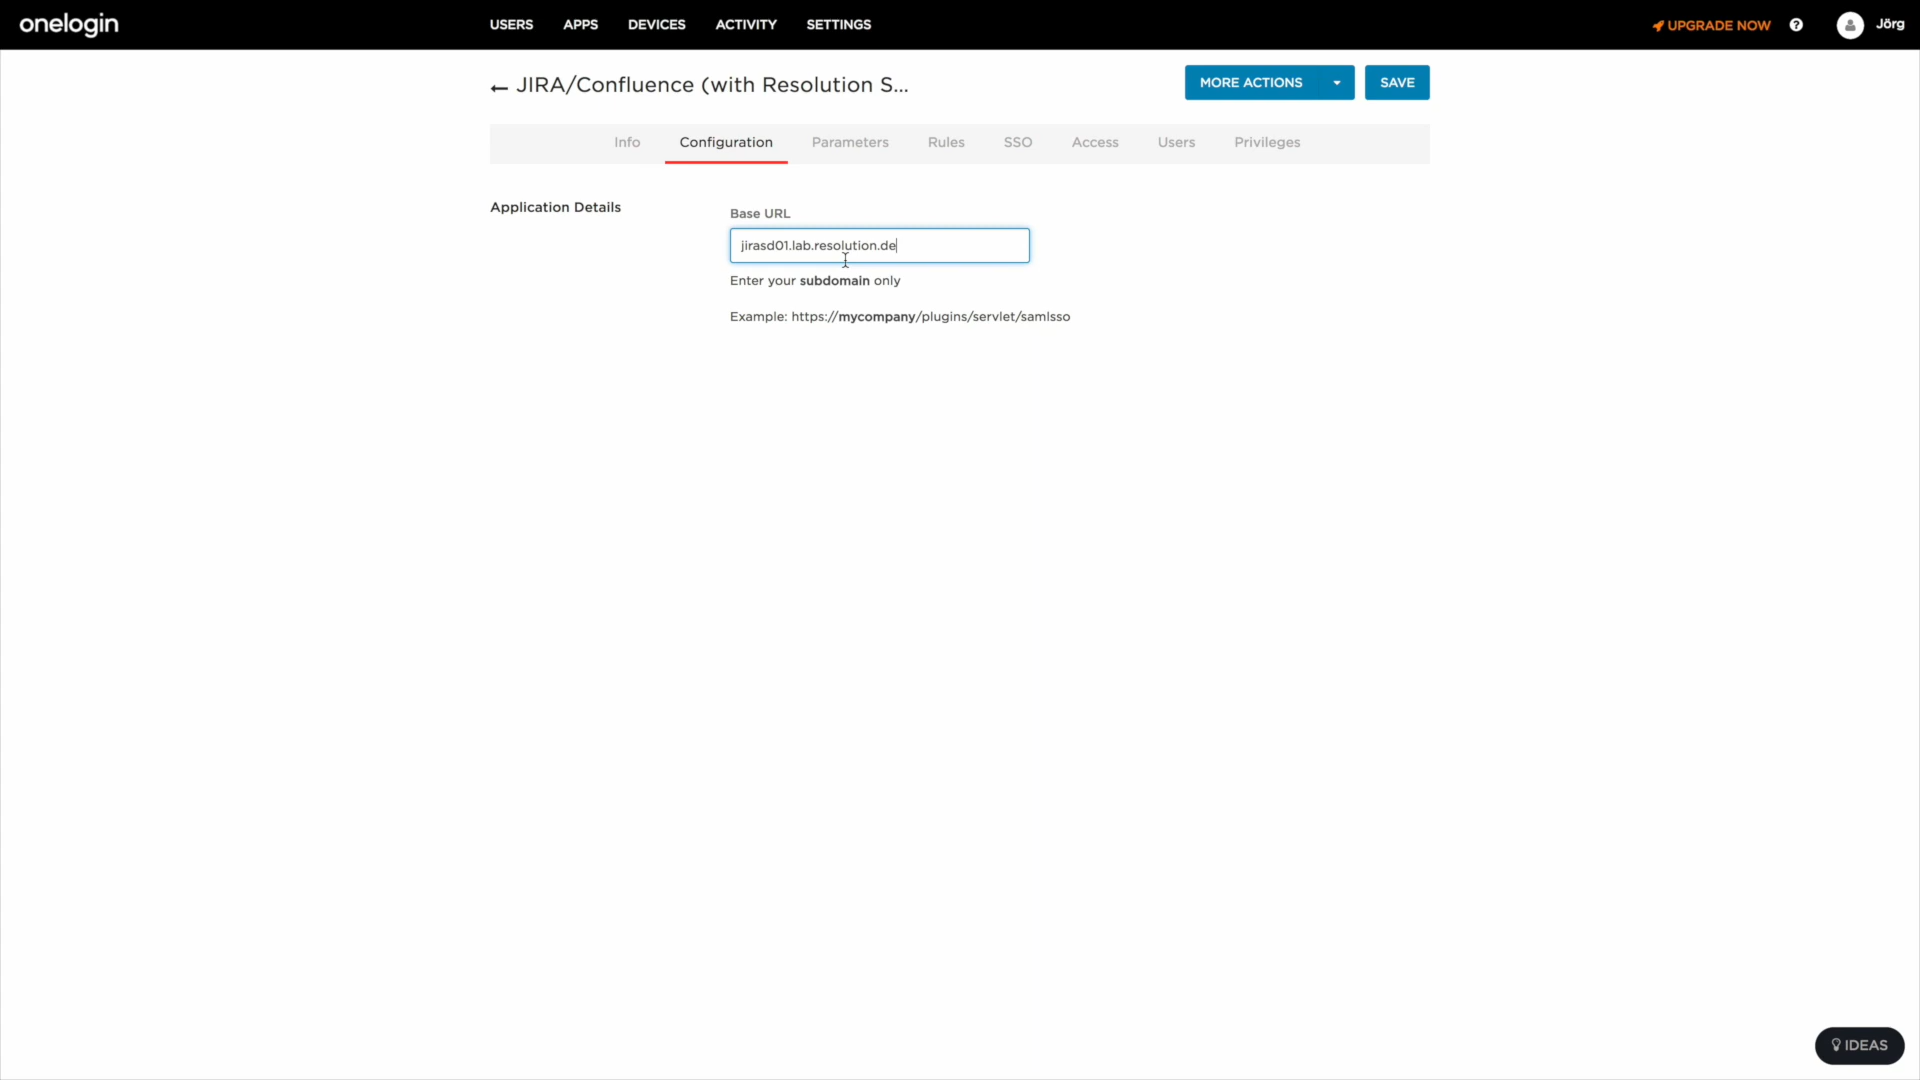 onelogin
USERS APPS DEVICES ACTIVITY SETTINGS
UPGRADE NOW ? Jörg
← JIRA/Confluence (with Resolution S...
MORE ACTIONS SAVE
Info Configuration Parameters Rules SSO Access Users Privileges
Application Details
Base URL
jirasd01.lab.resolution.de
Enter your subdomain only
Example: https://mycompany/plugins/servlet/samlsso
IDEAS